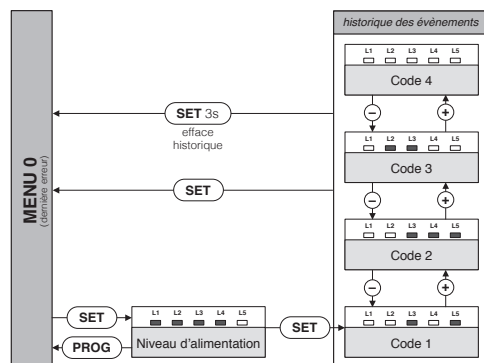 historique des évènements
L1 L2 L3 L4 L5
Code 4
− +
SET 3s
efface
historique
L1 L2 L3 L4 L5
Code 3
MENU 0
(dernière erreur)
SET
− +
L1 L2 L3 L4 L5
Code 2
− +
SET
L1 L2 L3 L4 L5
Niveau d'alimentation
PROG
SET
L1 L2 L3 L4 L5
Code 1